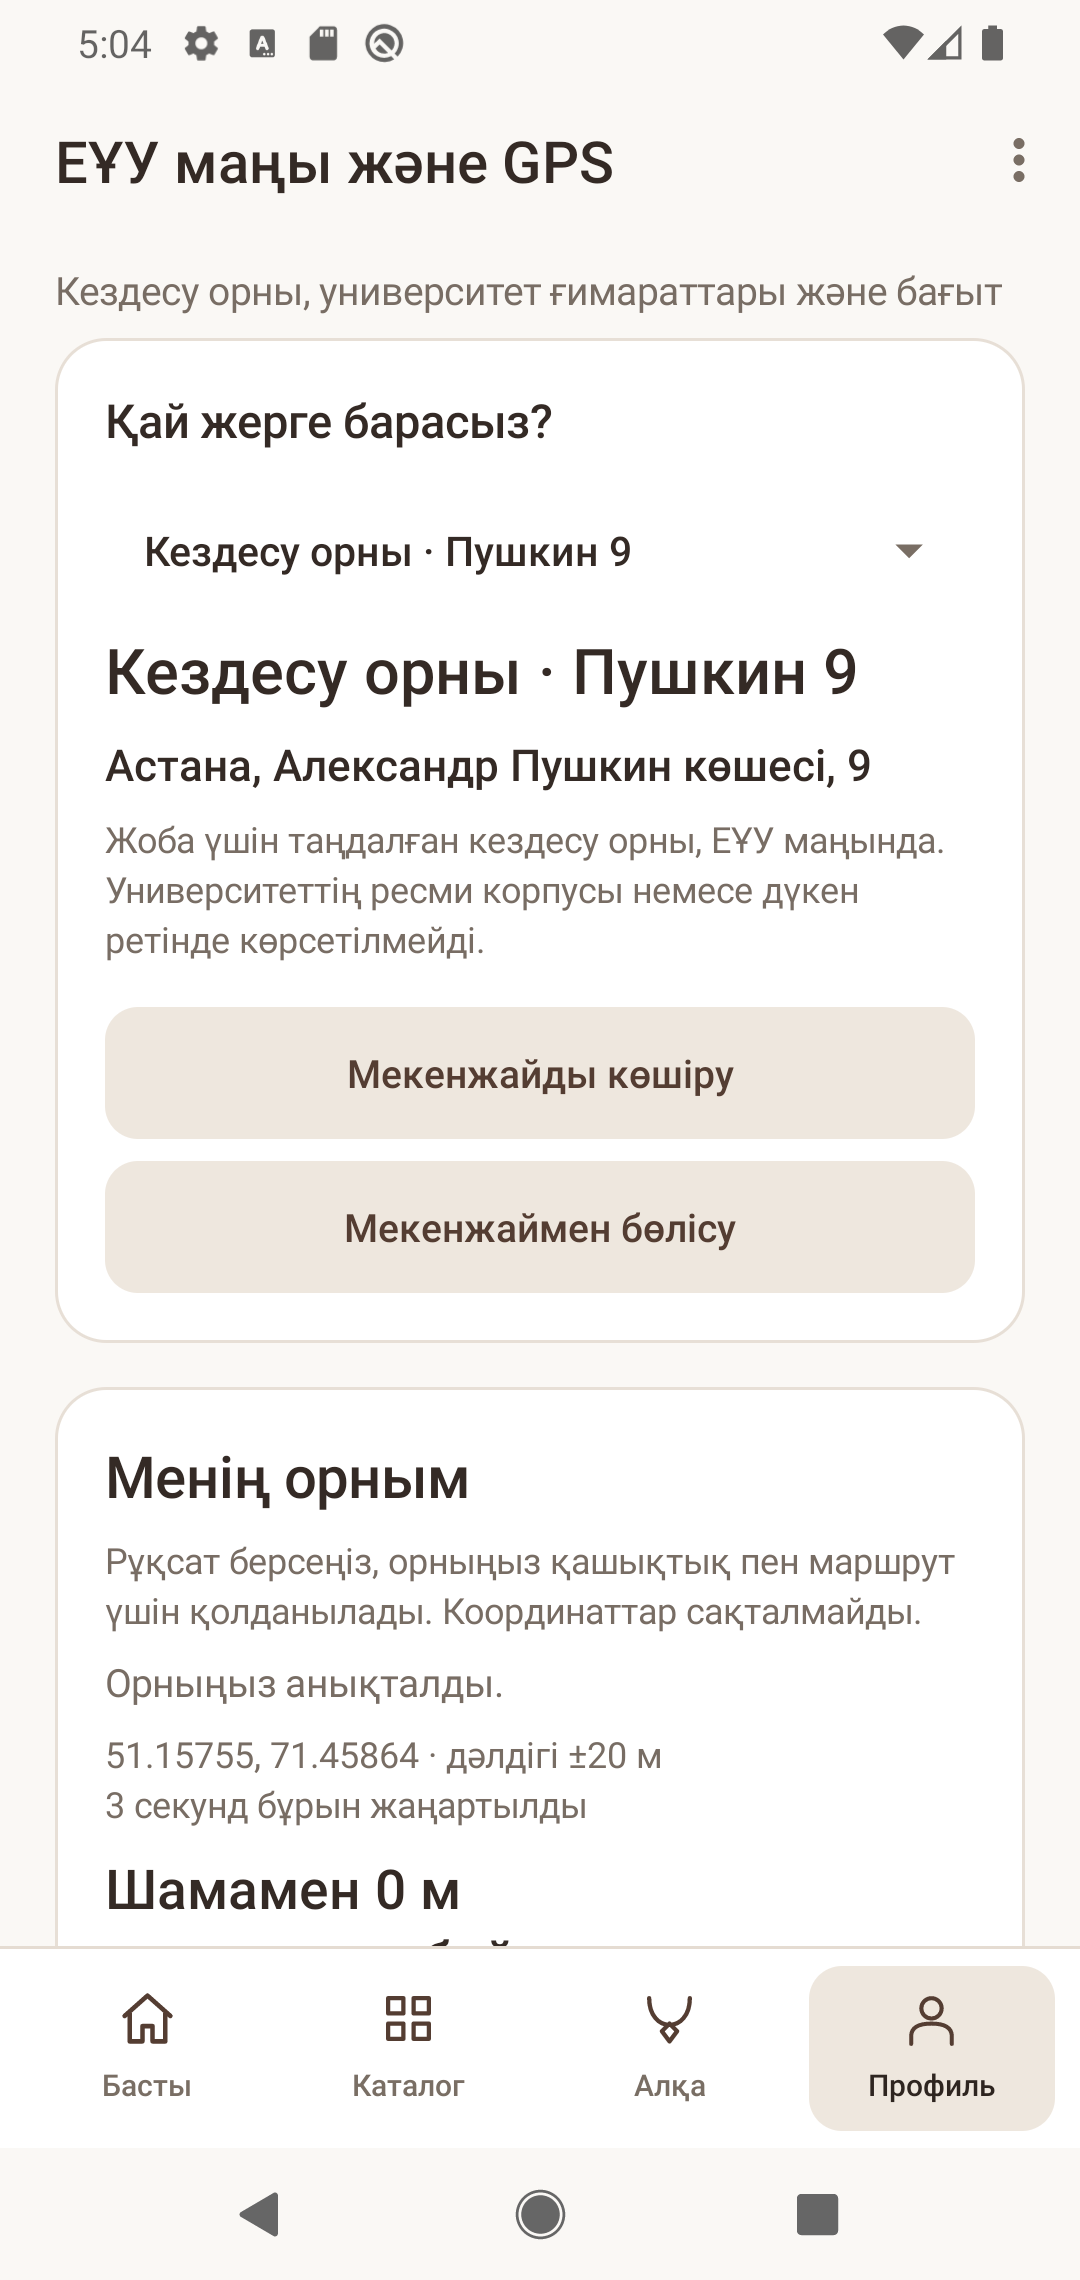 5:04
ЕҰУ маңы және GPS
Кездесу орны, университет ғимараттары және бағыт
Қай жерге барасыз?
Кездесу орны · Пушкин 9
Кездесу орны · Пушкин 9
Астана, Александр Пушкин көшесі, 9
Жоба үшін таңдалған кездесу орны, ЕҰУ маңында.
Университеттің ресми корпусы немесе дүкен
ретінде көрсетілмейді.
Мекенжайды көшіру
Мекенжаймен бөлісу
Менің орным
Рұқсат берсеңіз, орныңыз қашықтық пен маршрут
үшін қолданылады. Координаттар сақталмайды.
Орныңыз анықталды.
51.15755, 71.45864 · дәлдігі ±20 м
3 секунд бұрын жаңартылды
Шамамен 0 м
Басты
Каталог
Алқа
Профиль